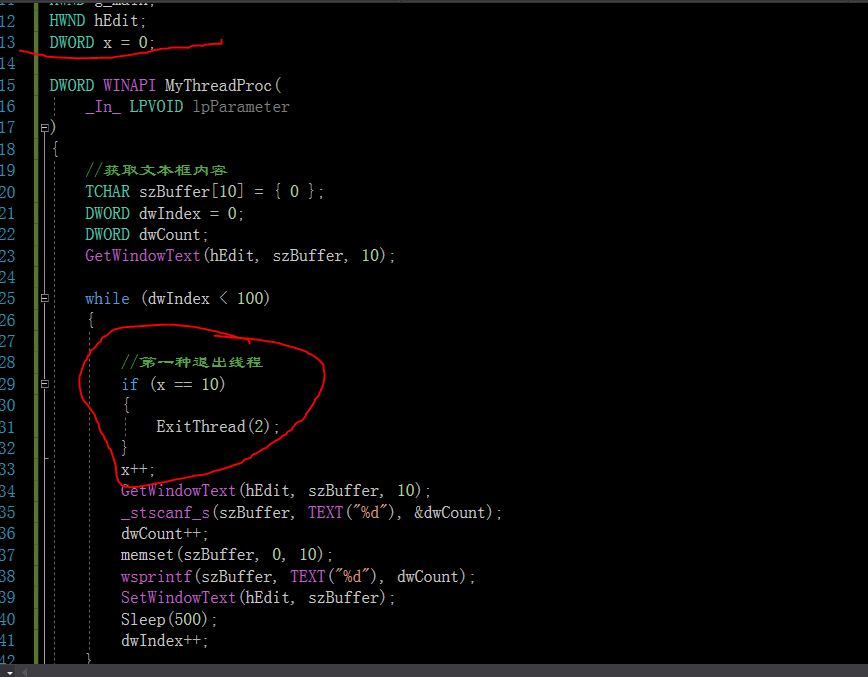 12 HWND hEdit;
13 DWORD x = 0;
14
15 DWORD WINAPI MyThreadProc(
16 _In_ LPVOID lpParameter
17 )
18 {
19 //获取文本框内容
20 TCHAR szBuffer[10] = { 0 };
21 DWORD dwIndex = 0;
22 DWORD dwCount;
23 GetWindowText(hEdit, szBuffer, 10);
24
25 while (dwIndex < 100)
26 {
27
28 //第一种退出线程
29 if (x == 10)
30 {
31 ExitThread(2);
32 }
33 x++;
34 GetWindowText(hEdit, szBuffer, 10);
35 _stscanf_s(szBuffer, TEXT("%d"), &dwCount);
36 dwCount++;
37 memset(szBuffer, 0, 10);
38 wsprintf(szBuffer, TEXT("%d"), dwCount);
39 SetWindowText(hEdit, szBuffer);
40 Sleep(500);
41 dwIndex++;
42 }